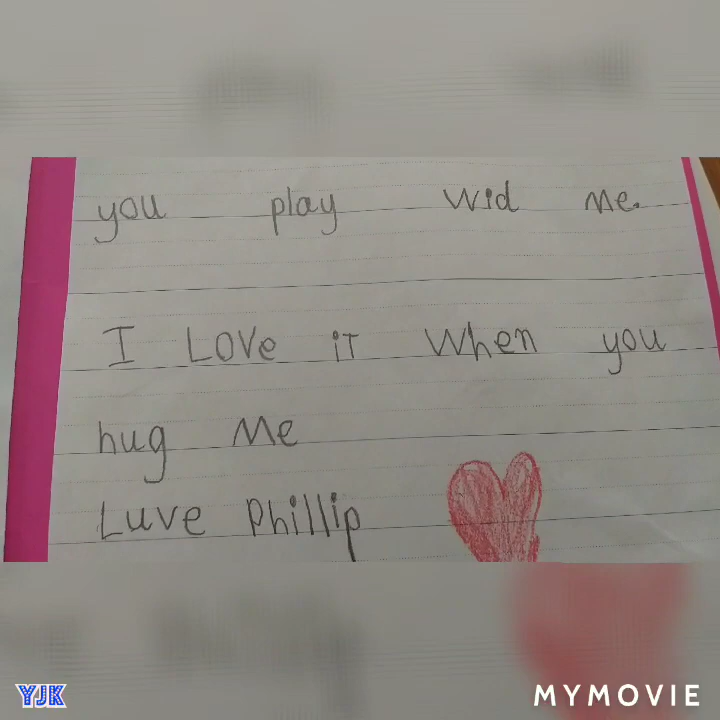 you play wid me.
I Love iT When you
hug Me
Luve Phillip
YJK
MYMOVIE